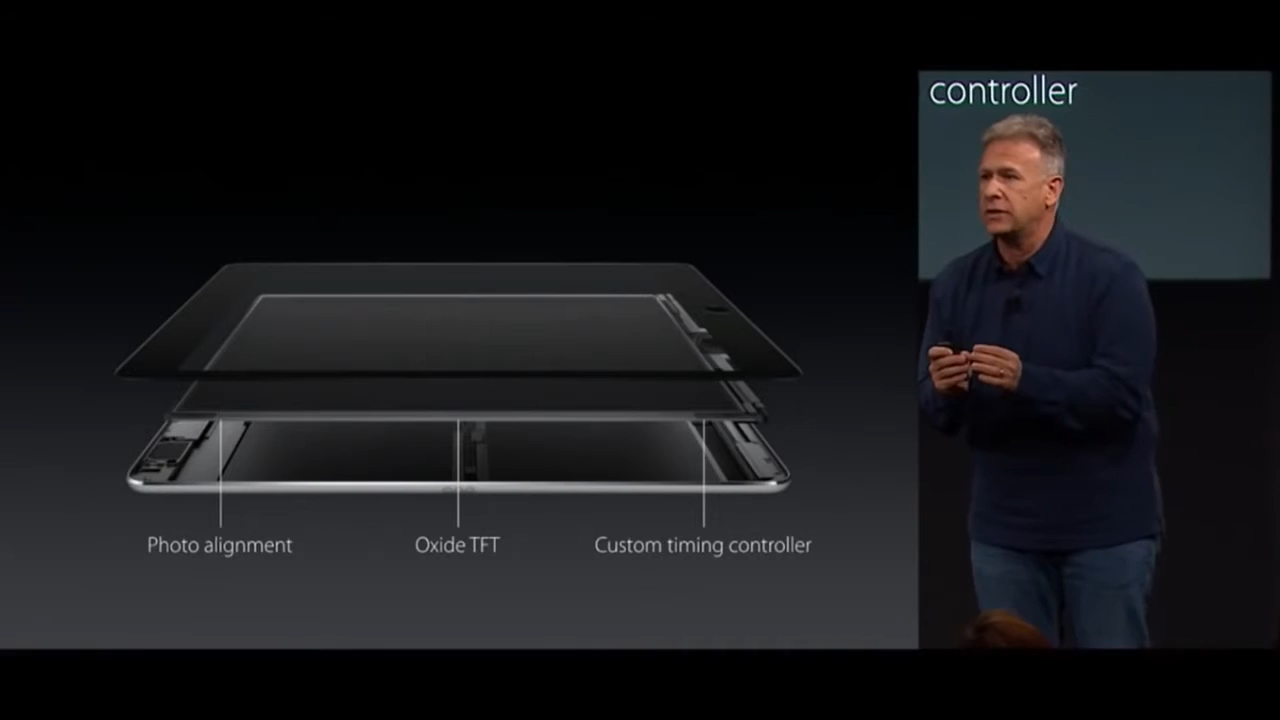 controller
Photo alignment
Oxide TFT
Custom timing controller